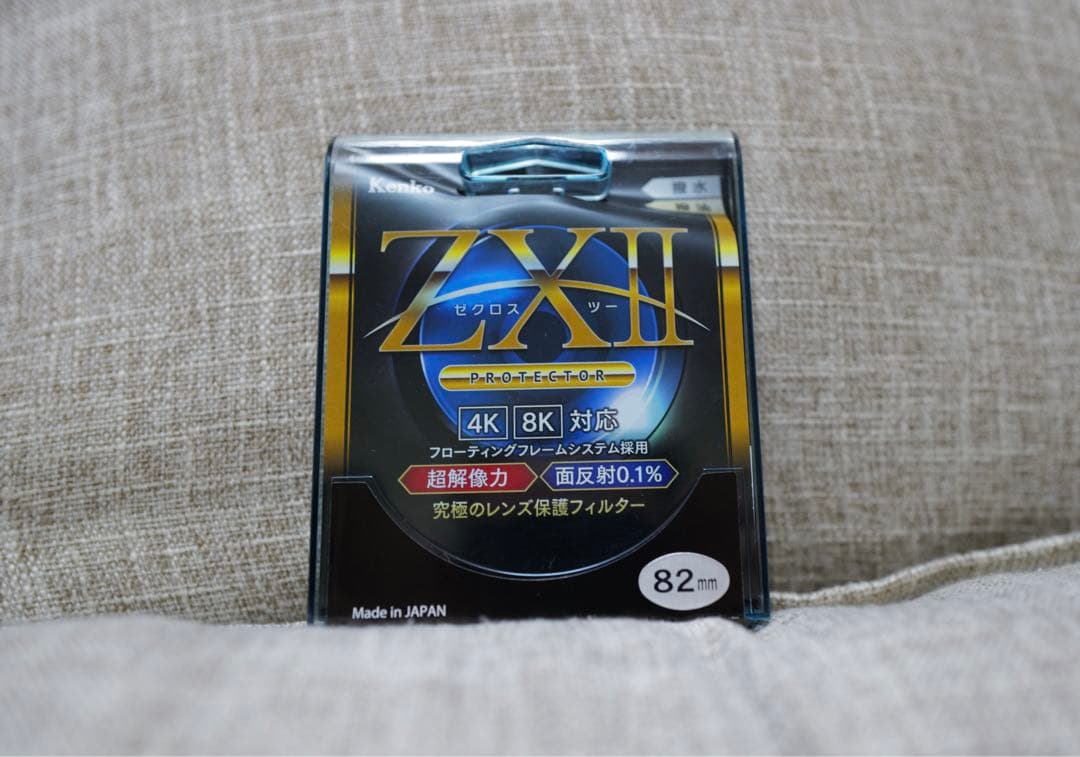 Kenko
撥水
撥油
ZXII
ゼクロス ツー
PROTECTOR
4K 8K 対応
フローティングフレームシステム採用
超解像力 面反射0.1%
究極のレンズ保護フィルター
82mm
Made in JAPAN